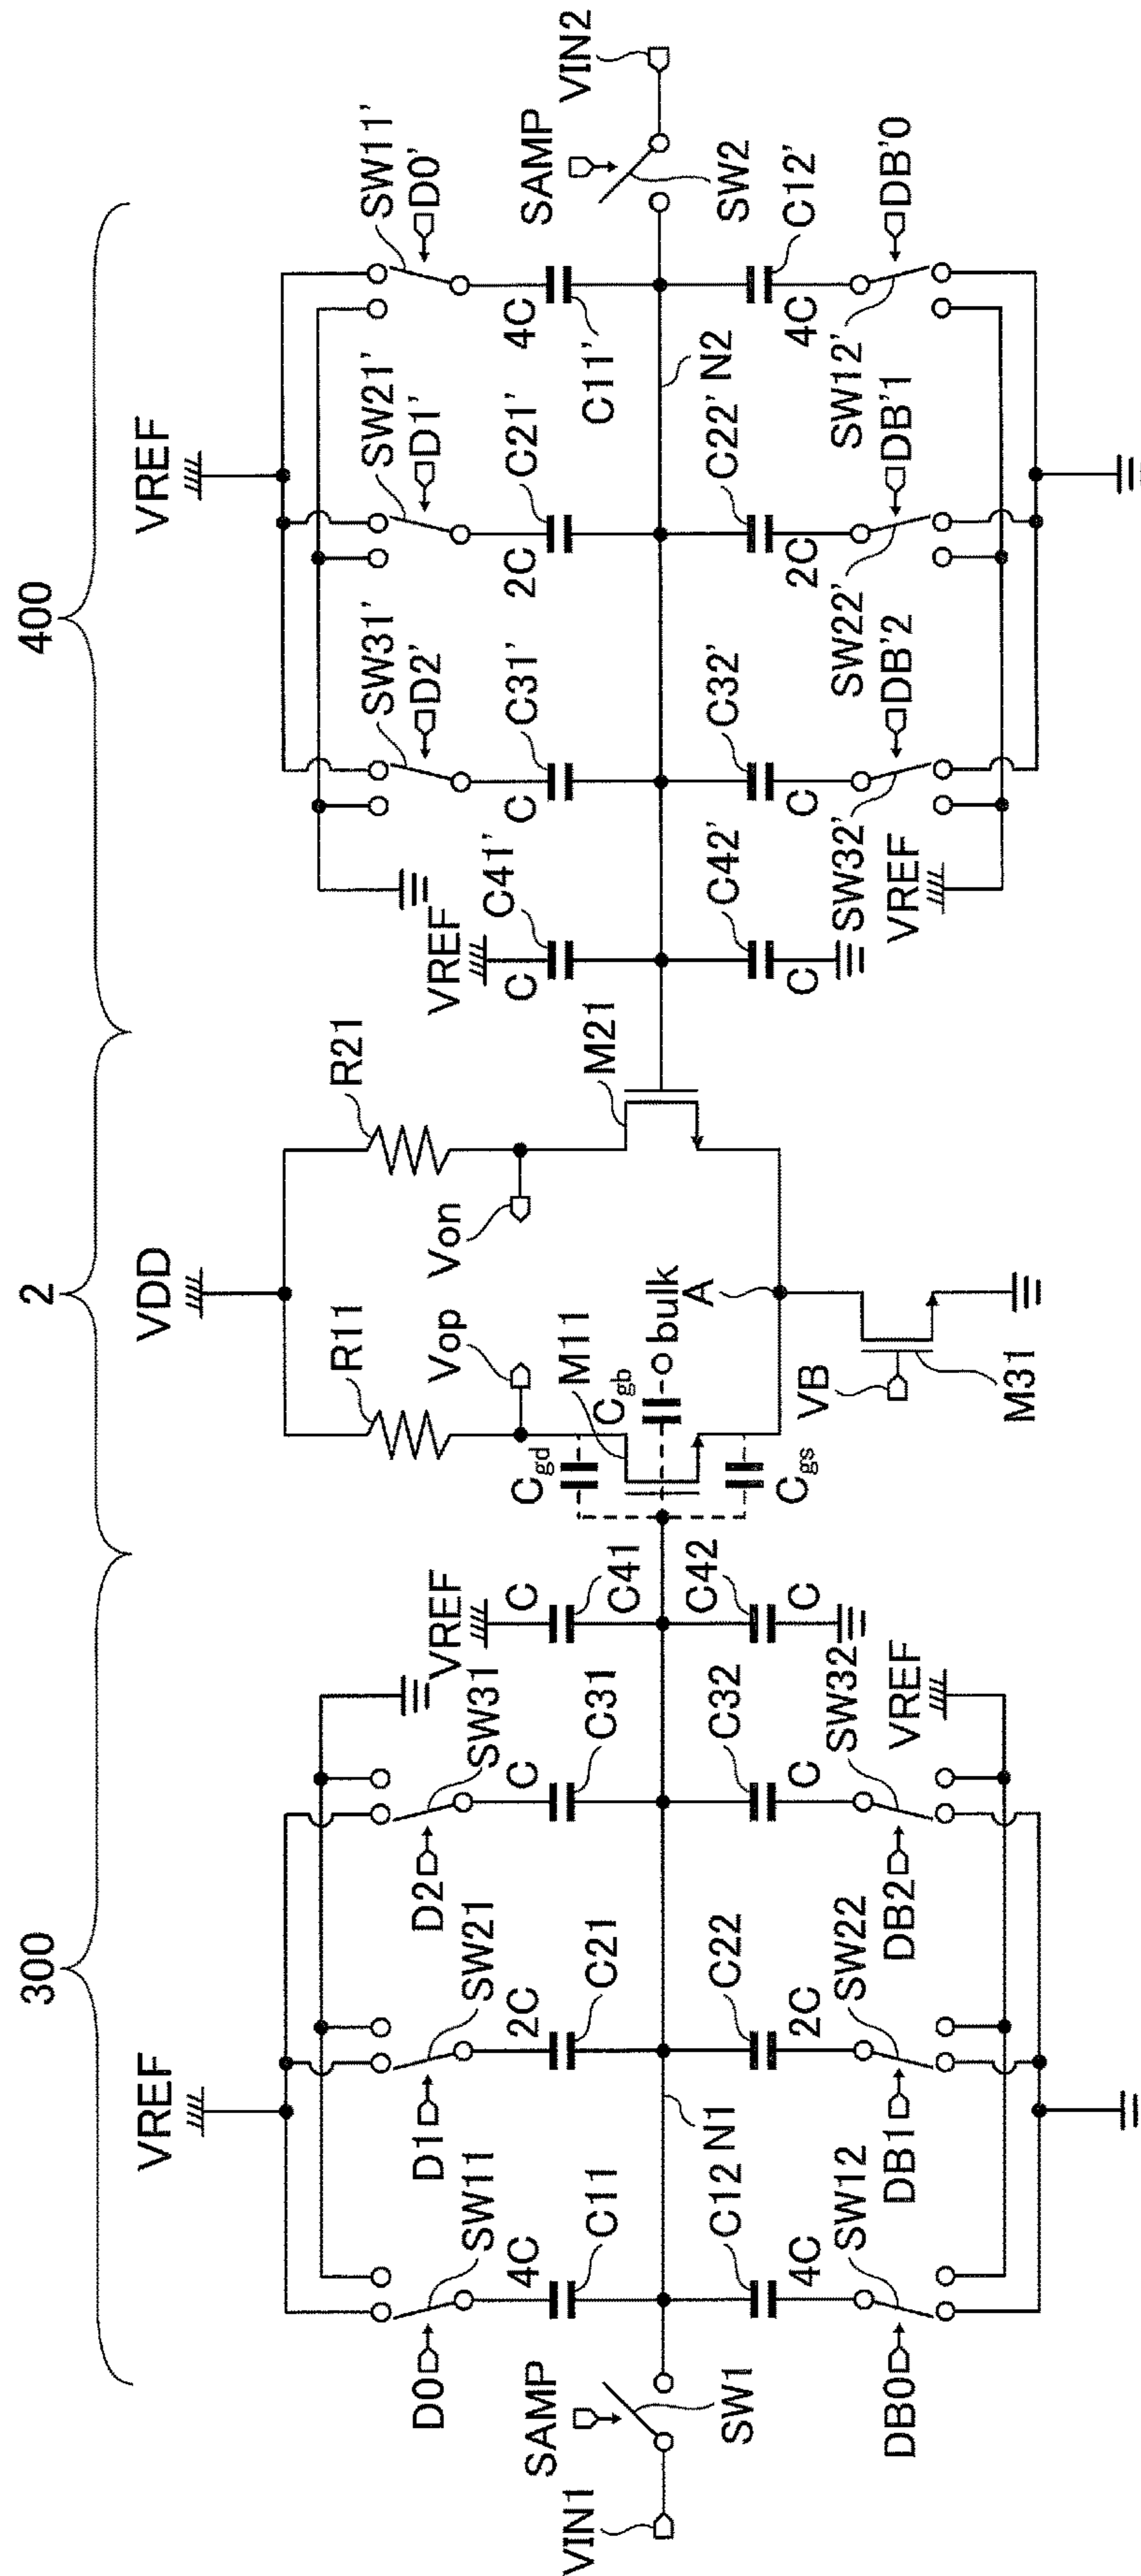 300
2
400
VREF
VDD
VREF
D0
SW11
D1
SW21
D2
SW31
VREF
R11
R21
VREF
SW31'
D2'
SW21'
D1'
SW11'
D0'
Vop
Von
4C
C11
2C
C21
C
C31
C
C41
Cgd
M11
Cgb
bulk
M21
C
C41'
C
C31'
2C
C21'
4C
C11'
SAMP
SAMP
VIN1
SW1
N1
N2
SW2
VIN2
C12
4C
C22
2C
C32
C
C42
C
Cgs
A
C42'
C
C32'
C
C22'
2C
C12'
4C
DB0
SW12
DB1
SW22
DB2
SW32
VREF
VB
M31
VREF
SW32'
DB'2
SW22'
DB'1
SW12'
DB'0